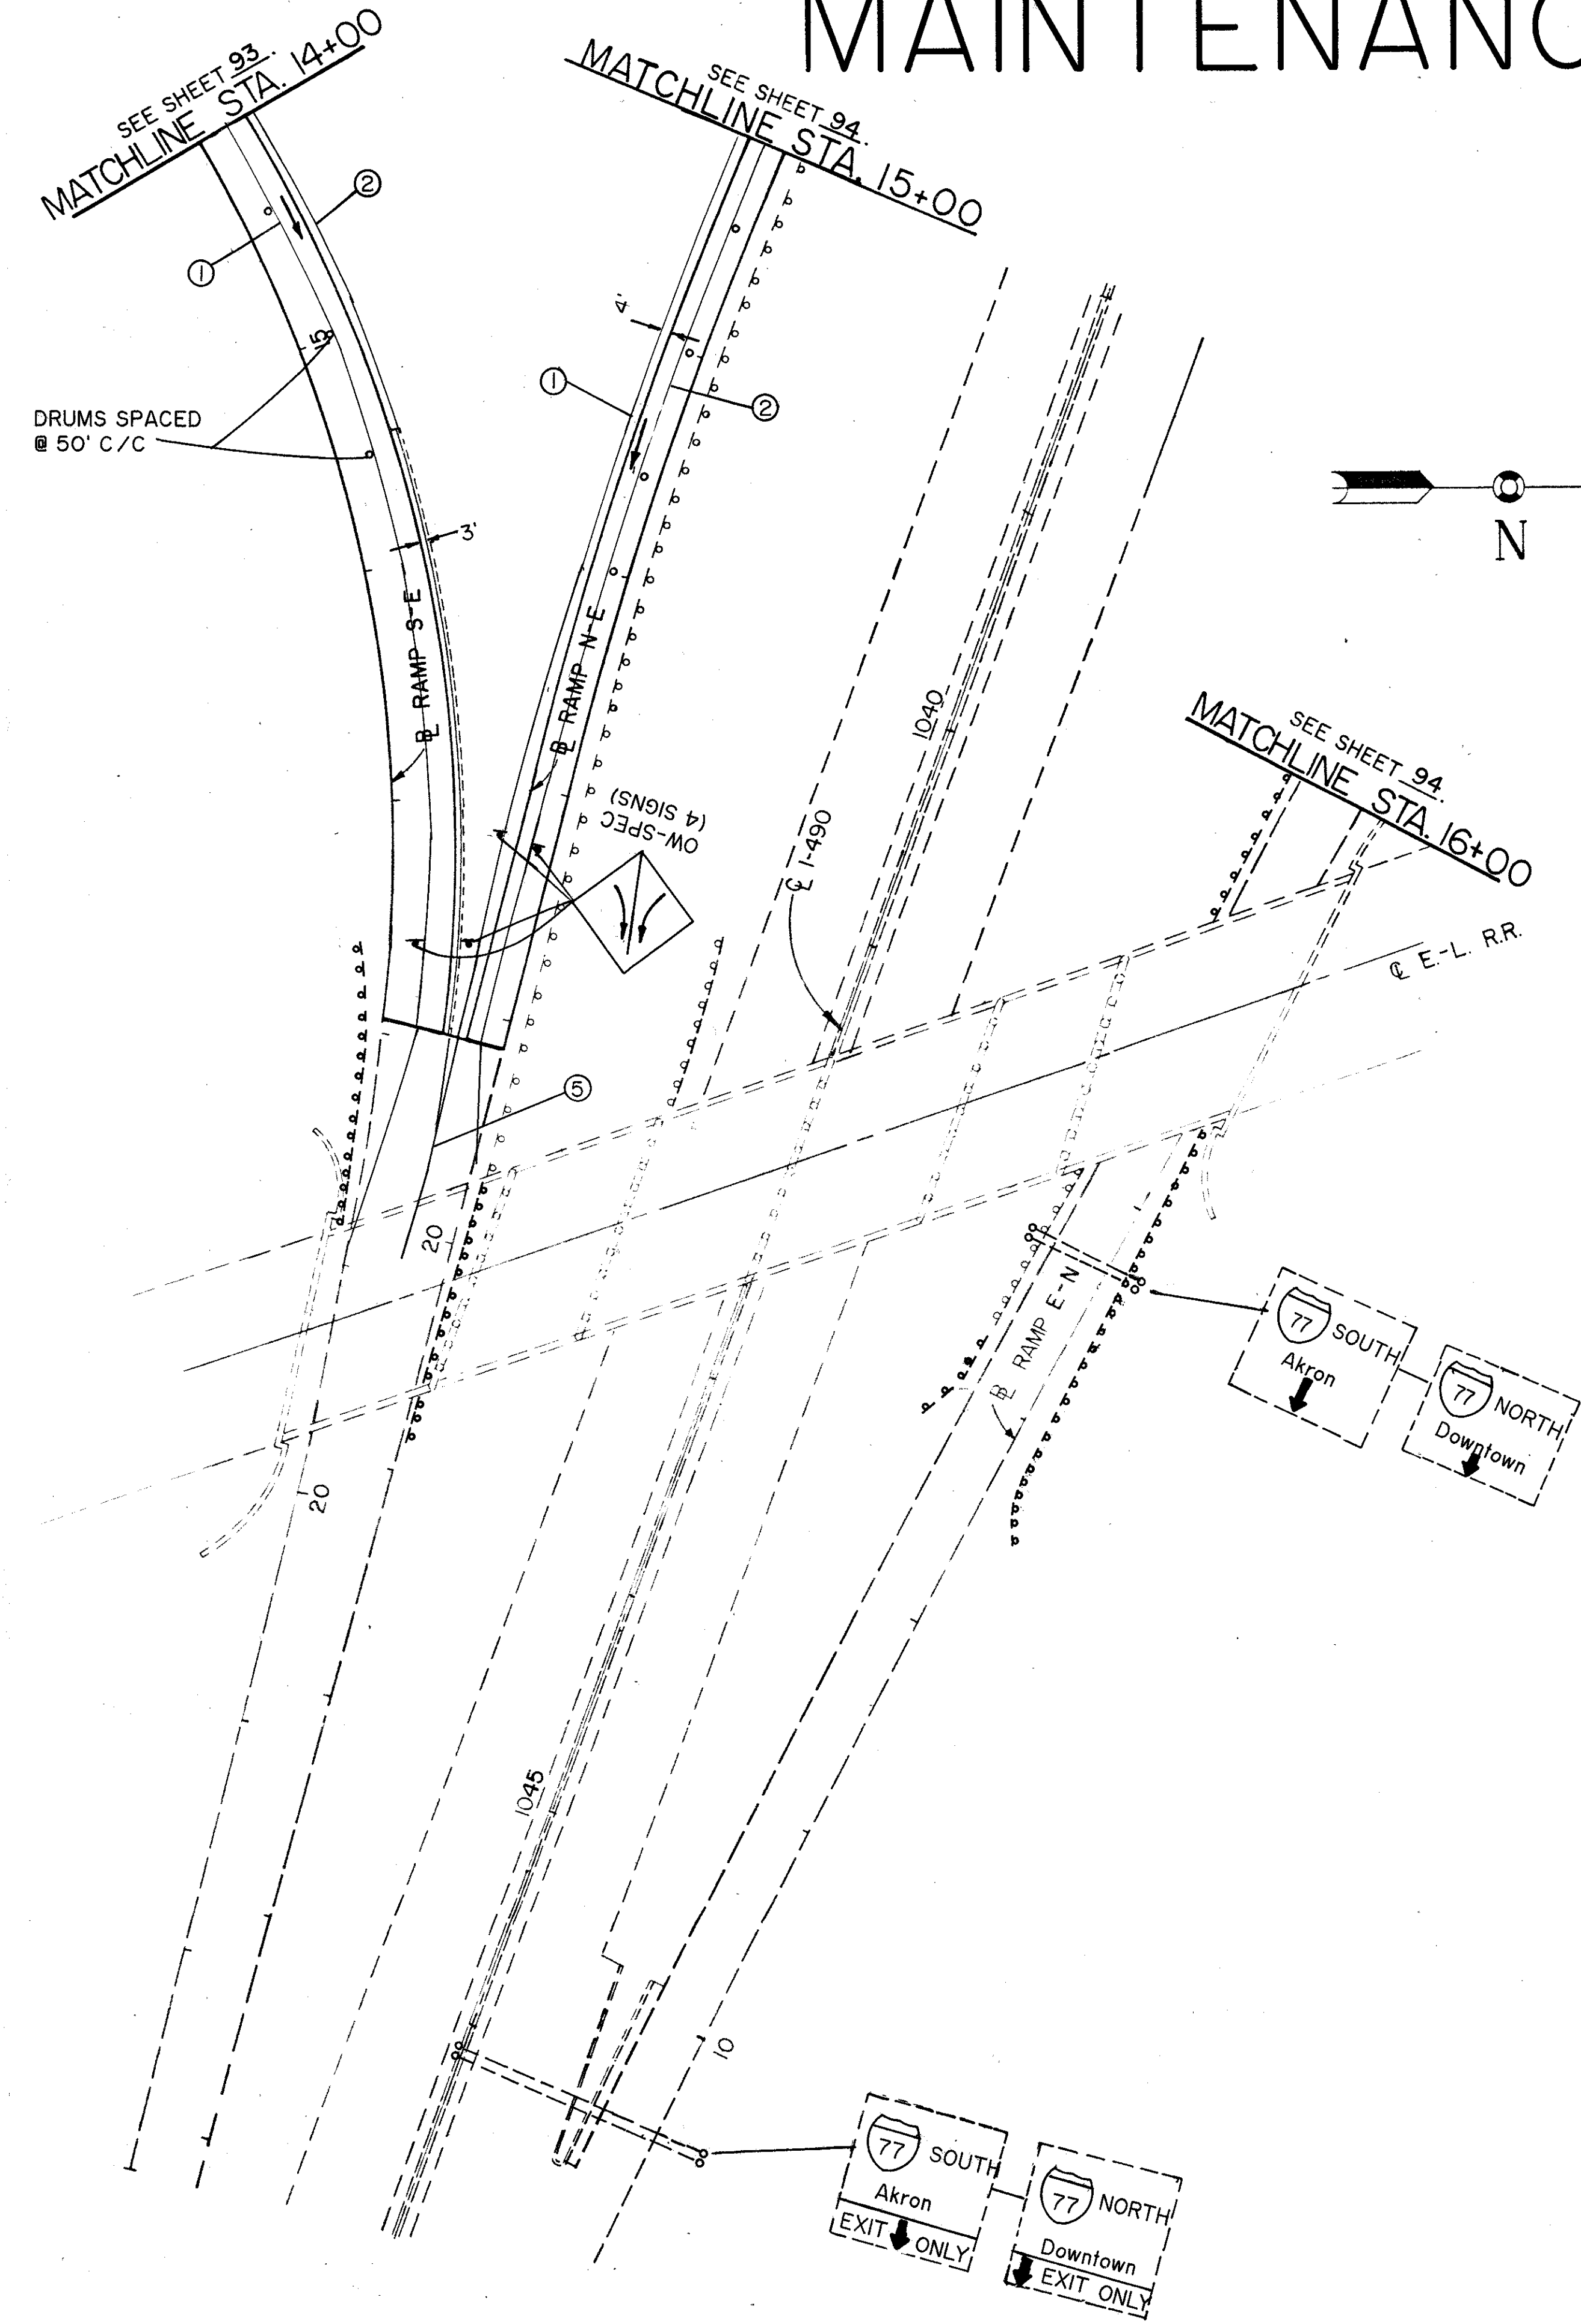 MAINTENANC
SEE SHEET 93.
MATCHLINE STA. 14+00
SEE SHEET 94.
MATCHLINE STA. 15+00
①
②
15
DRUMS SPACED
@ 50' C/C
3'
4'
①
②
N
℄ RAMP S-E
℄ RAMP N-E
OW-SPEC
(4 SIGNS)
1040
℄ I-490
SEE SHEET 94.
MATCHLINE STA. 16+00
℄ E.-L. R.R.
⑤
20
20
℄ RAMP E-N
77 SOUTH
Akron
77 NORTH
Downtown
1045
10
77 SOUTH
Akron
EXIT ONLY
77 NORTH
Downtown
EXIT ONLY